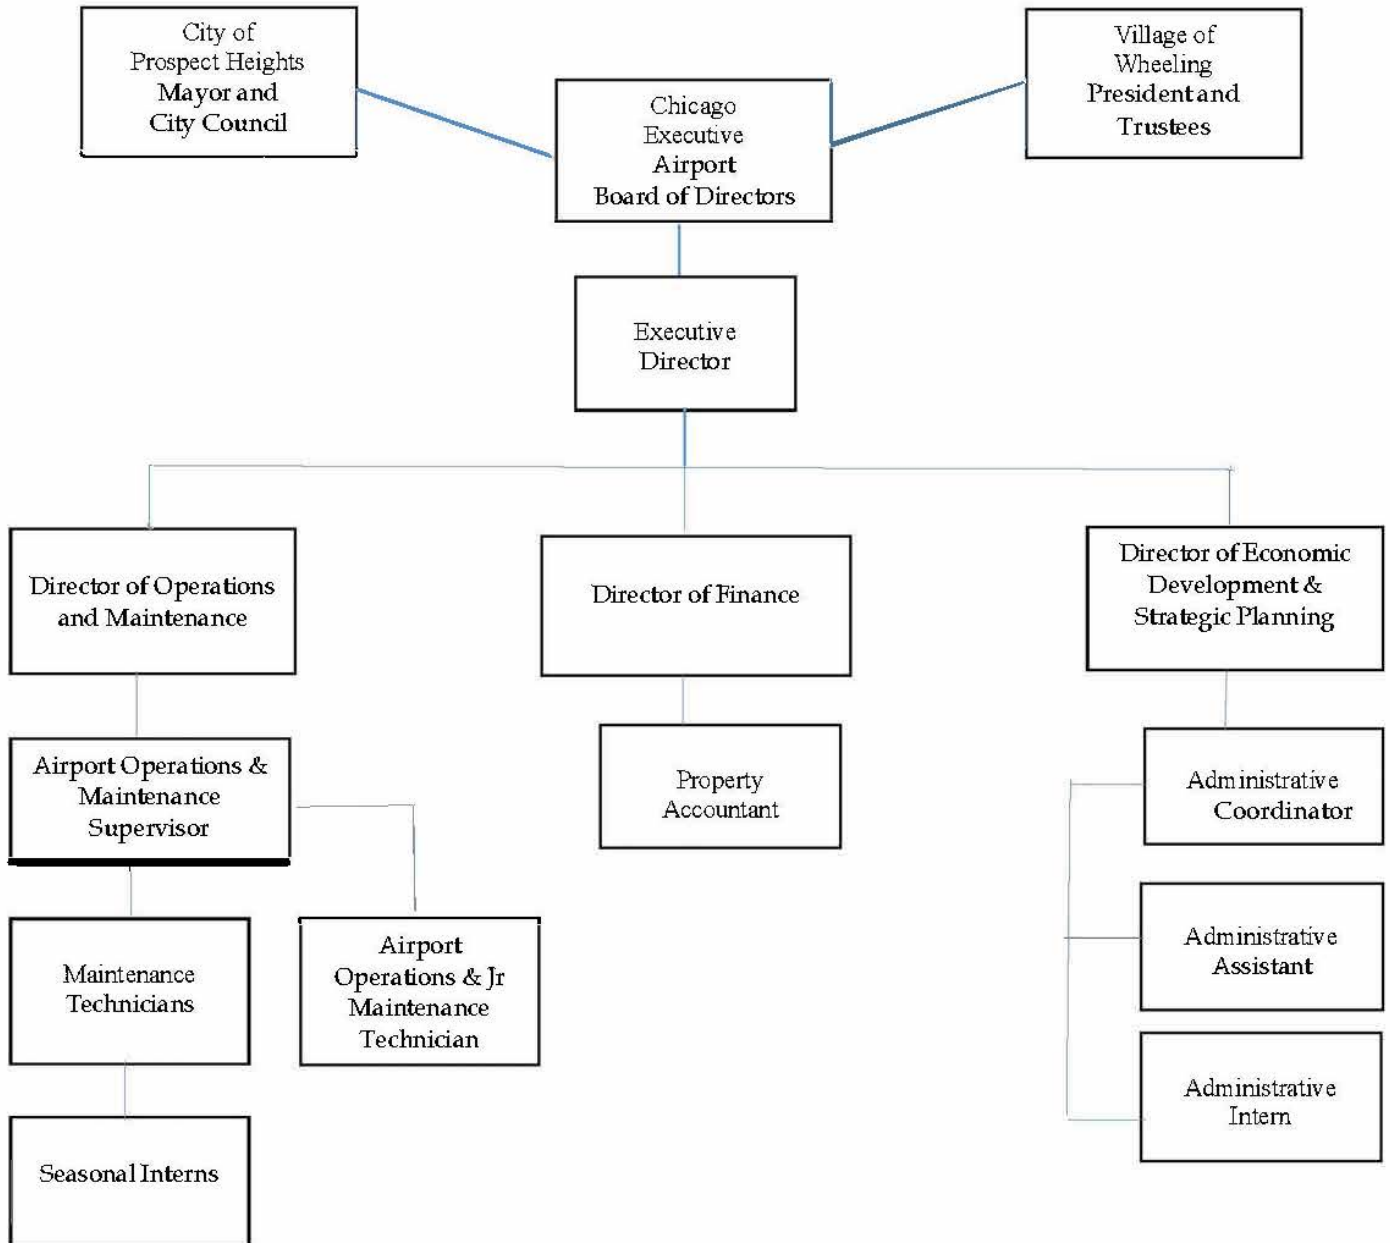 City of
Prospect Heights
Mayor and
City Council
Village of
Wheeling
President and
Trustees
Chicago
Executive
Airport
Board of Directors
Executive
Director
Director of Operations
and Maintenance
Director of Finance
Director of Economic
Development &
Strategic Planning
Airport Operations &
Maintenance
Supervisor
Property
Accountant
Administrative
Coordinator
Maintenance
Technicians
Airport
Operations & Jr
Maintenance
Technician
Administrative
Assistant
Administrative
Intern
Seasonal Interns